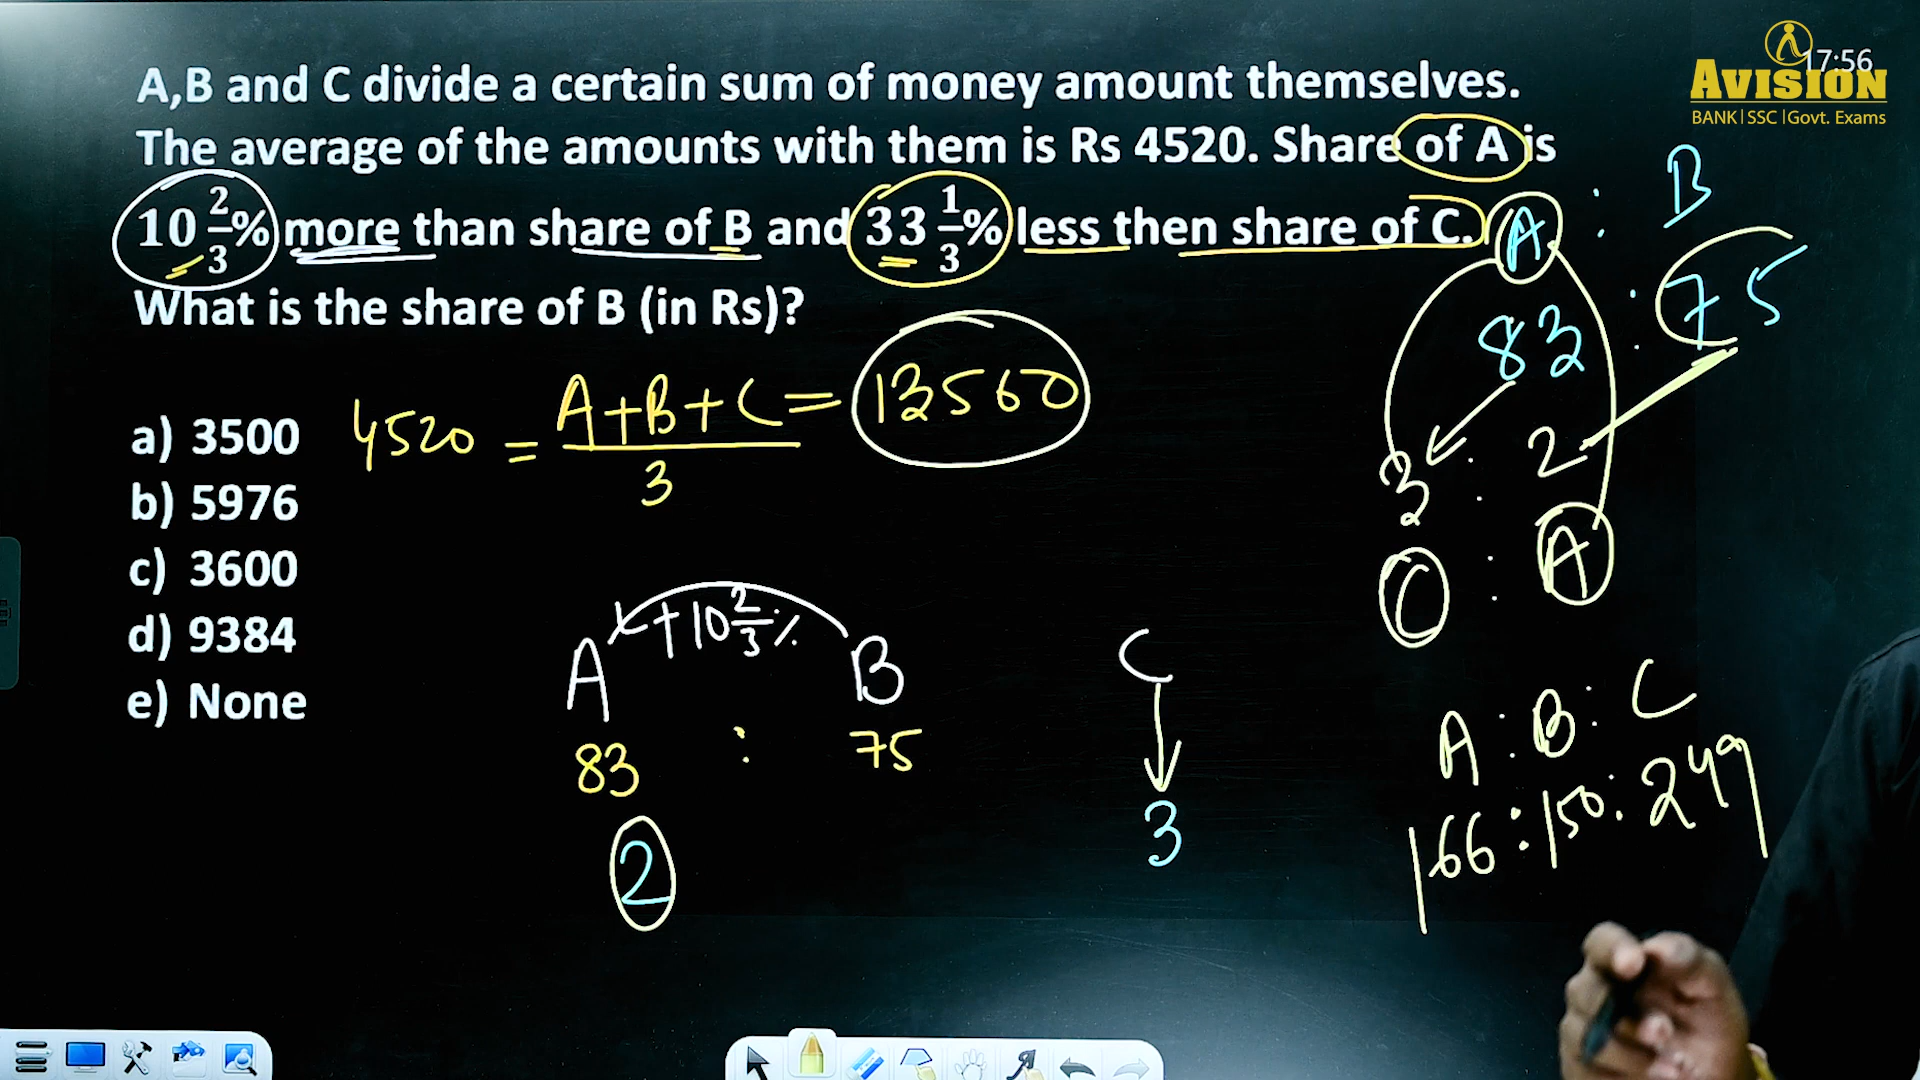 17:56
AVISION
BANK|SSC|Govt. Exams
A,B and C divide a certain sum of money amount themselves.
The average of the amounts with them is Rs 4520. Share of A is
10 2/3% more than share of B and 33 1/3% less then share of C.
What is the share of B (in Rs)?
a) 3500
b) 5976
c) 3600
d) 9384
e) None
4520 = A+B+C/3 = 13560
A : B
83 : 75
3 : 2
C : A
+10 2/3 %
A B C
83 : 75
2 3
A : B : C
166 : 150 : 249